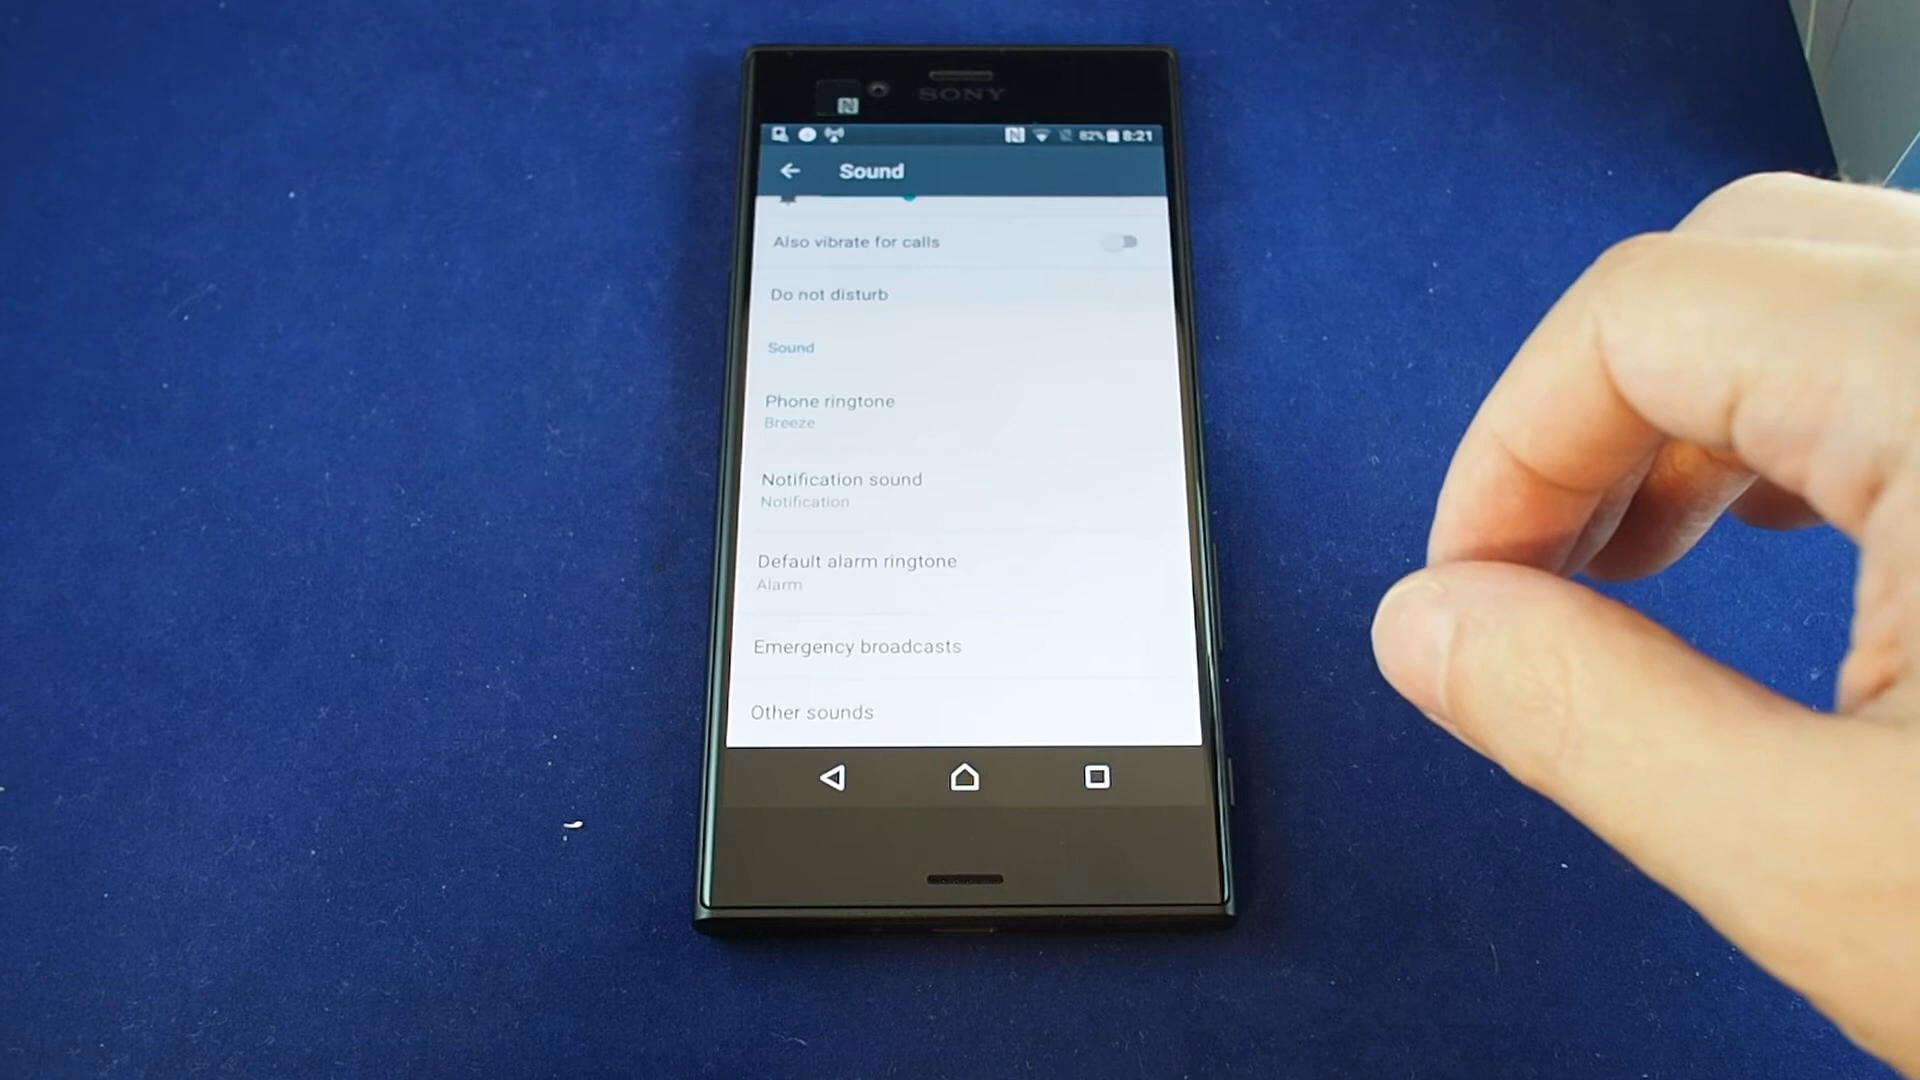 SONY
82% 8:21
Sound
Also vibrate for calls
Do not disturb
Sound
Phone ringtone
Breeze
Notification sound
Notification
Default alarm ringtone
Alarm
Emergency broadcasts
Other sounds